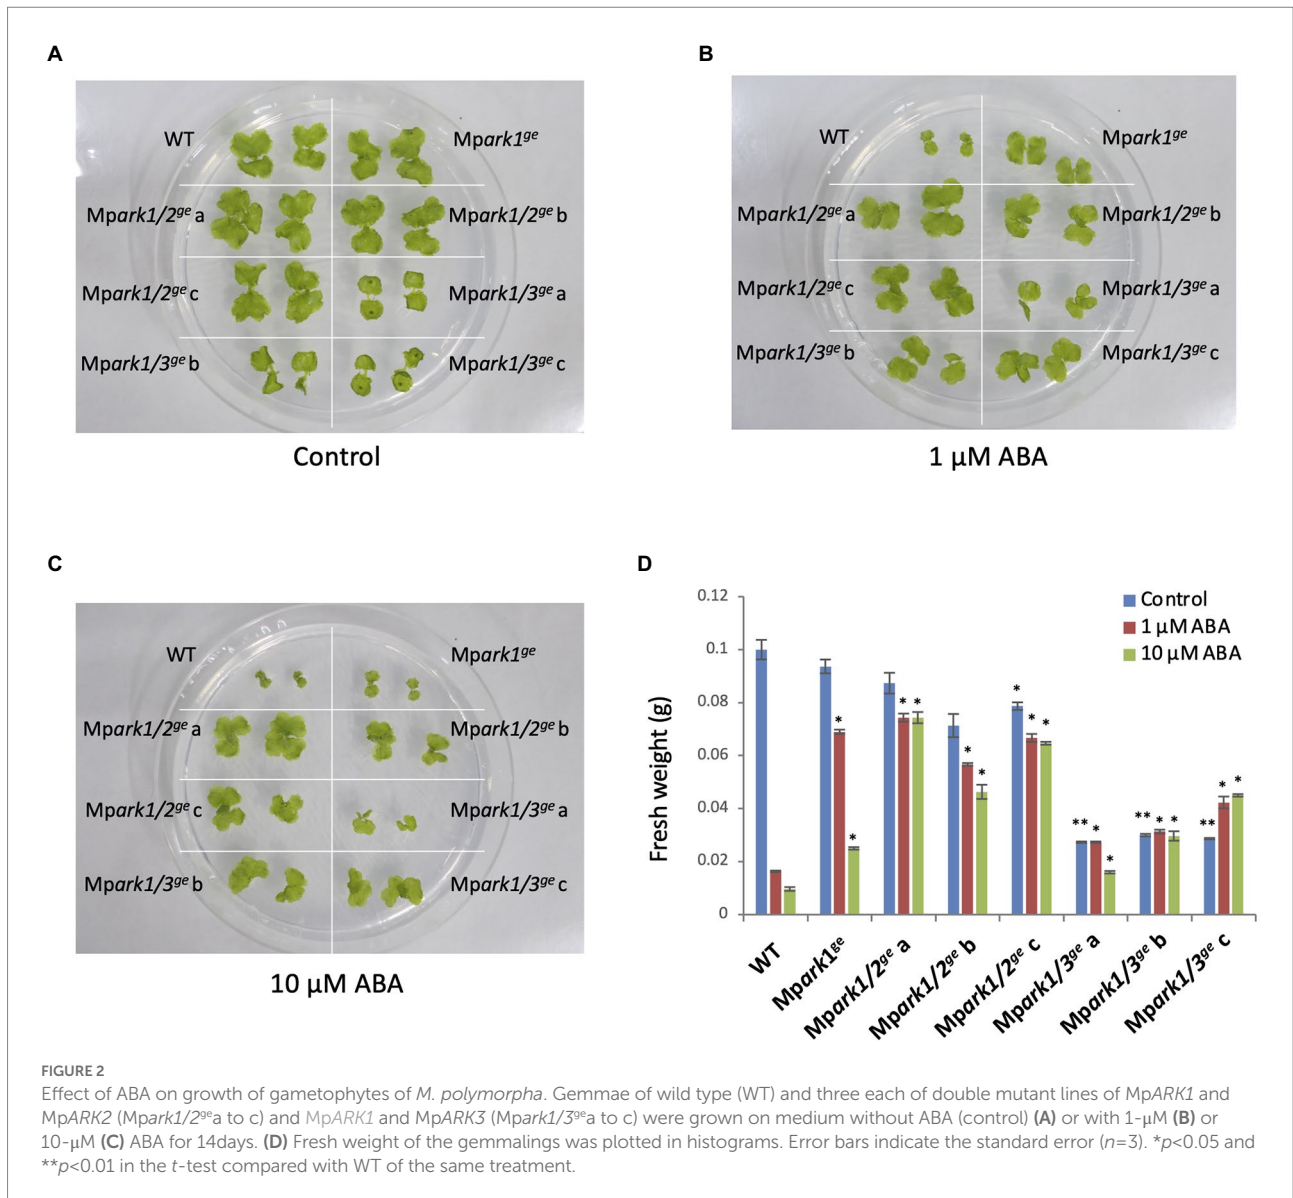 A
WT
Mpark1ge
Mpark1/2ge a
Mpark1/2ge b
Mpark1/2ge c
Mpark1/3ge a
Mpark1/3ge b
Mpark1/3ge c
Control
B
WT
Mpark1ge
Mpark1/2ge a
Mpark1/2ge b
Mpark1/2ge c
Mpark1/3ge a
Mpark1/3ge b
Mpark1/3ge c
1 μM ABA
C
WT
Mpark1ge
Mpark1/2ge a
Mpark1/2ge b
Mpark1/2ge c
Mpark1/3ge a
Mpark1/3ge b
Mpark1/3ge c
10 μM ABA
D
Fresh weight (g)
0.12
0.1
0.08
0.06
0.04
0.02
0
Control
1 μM ABA
10 μM ABA
* * * * * * * * * * ** * * ** * * ** * *
WT
Mpark1ge
Mpark1/2ge a
Mpark1/2ge b
Mpark1/2ge c
Mpark1/3ge a
Mpark1/3ge b
Mpark1/3ge c
FIGURE 2
Effect of ABA on growth of gametophytes of M. polymorpha. Gemmae of wild type (WT) and three each of double mutant lines of MpARK1 and
MpARK2 (Mpark1/2gea to c) and MpARK1 and MpARK3 (Mpark1/3gea to c) were grown on medium without ABA (control) (A) or with 1-μM (B) or
10-μM (C) ABA for 14days. (D) Fresh weight of the gemmalings was plotted in histograms. Error bars indicate the standard error (n=3). *p<0.05 and
**p<0.01 in the t-test compared with WT of the same treatment.